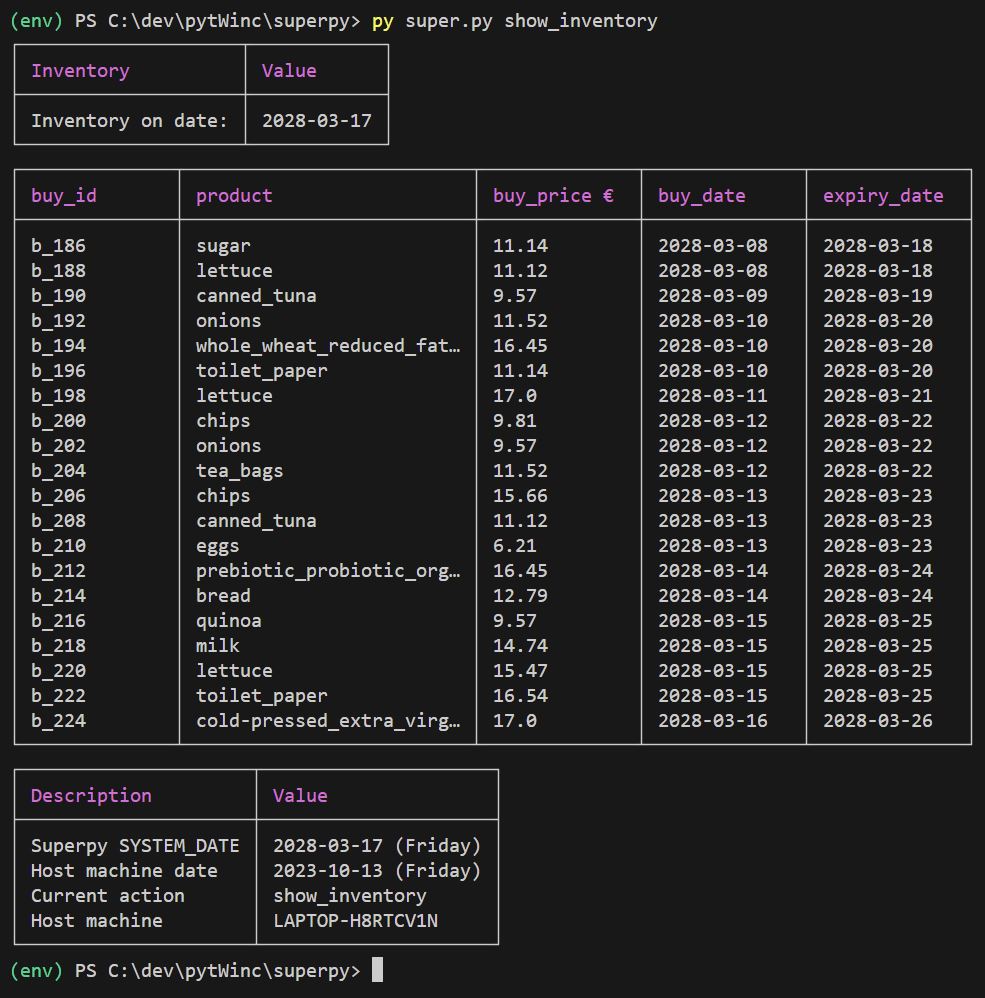 (env) PS C:\dev\pytWinc\superpy> py super.py show_inventory
Inventory Value
Inventory on date: 2028-03-17
buy_id product buy_price € buy_date expiry_date
b_186 sugar 11.14 2028-03-08 2028-03-18
b_188 lettuce 11.12 2028-03-08 2028-03-18
b_190 canned_tuna 9.57 2028-03-09 2028-03-19
b_192 onions 11.52 2028-03-10 2028-03-20
b_194 whole_wheat_reduced_fat… 16.45 2028-03-10 2028-03-20
b_196 toilet_paper 11.14 2028-03-10 2028-03-20
b_198 lettuce 17.0 2028-03-11 2028-03-21
b_200 chips 9.81 2028-03-12 2028-03-22
b_202 onions 9.57 2028-03-12 2028-03-22
b_204 tea_bags 11.52 2028-03-12 2028-03-22
b_206 chips 15.66 2028-03-13 2028-03-23
b_208 canned_tuna 11.12 2028-03-13 2028-03-23
b_210 eggs 6.21 2028-03-13 2028-03-23
b_212 prebiotic_probiotic_org… 16.45 2028-03-14 2028-03-24
b_214 bread 12.79 2028-03-14 2028-03-24
b_216 quinoa 9.57 2028-03-15 2028-03-25
b_218 milk 14.74 2028-03-15 2028-03-25
b_220 lettuce 15.47 2028-03-15 2028-03-25
b_222 toilet_paper 16.54 2028-03-15 2028-03-25
b_224 cold-pressed_extra_virg… 17.0 2028-03-16 2028-03-26
Description Value
Superpy SYSTEM_DATE 2028-03-17 (Friday)
Host machine date 2023-10-13 (Friday)
Current action show_inventory
Host machine LAPTOP-H8RTCV1N
(env) PS C:\dev\pytWinc\superpy>